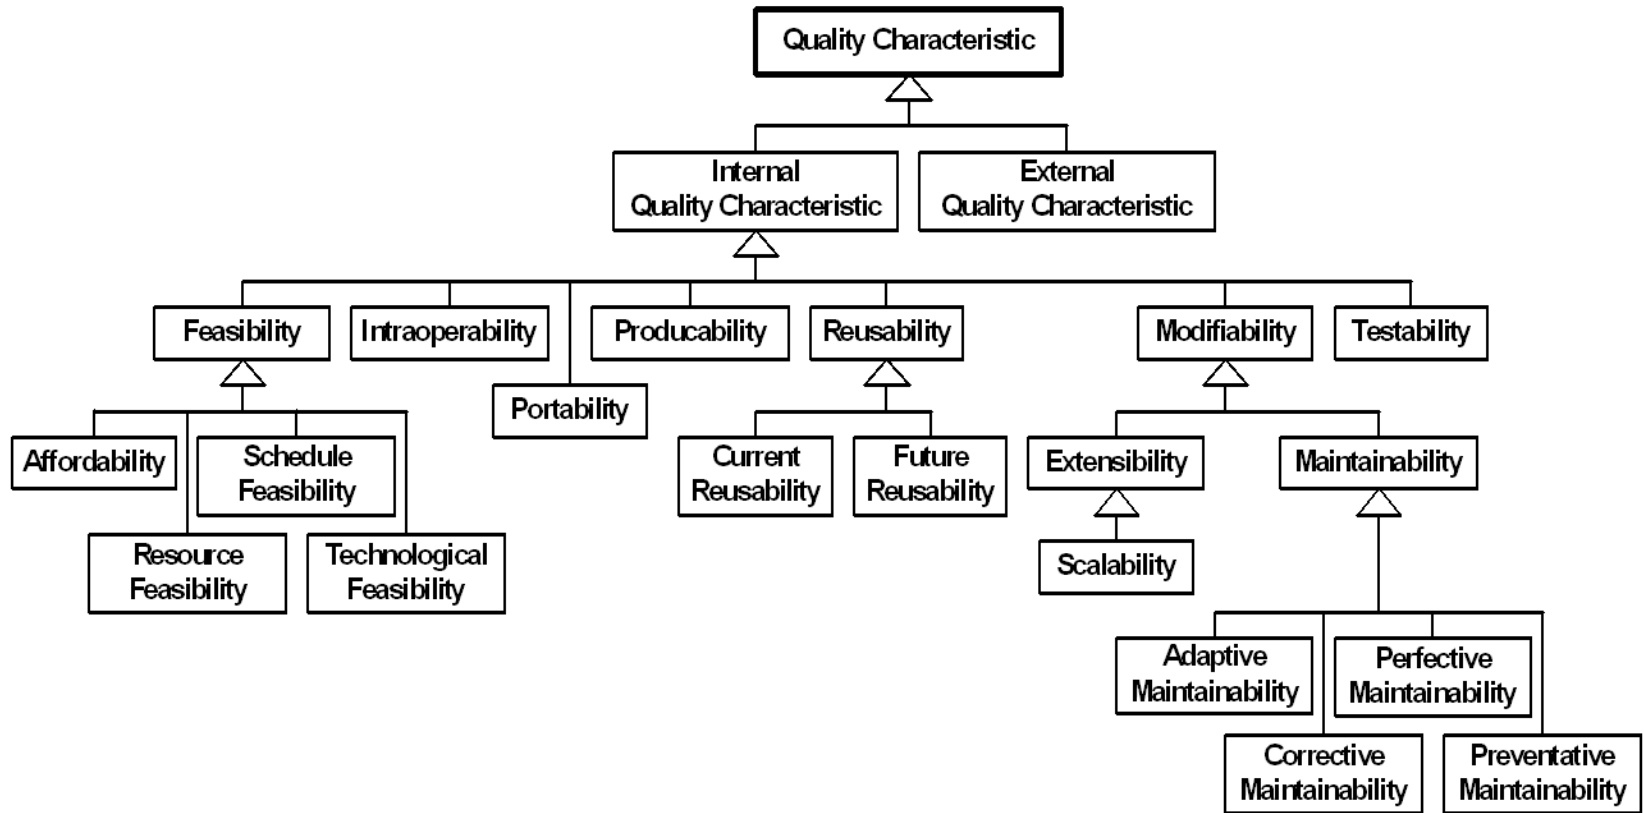 Quality Characteristic
Internal
Quality Characteristic
External
Quality Characteristic
Feasibility
Intraoperability
Producability
Reusability
Modifiability
Testability
Portability
Affordability
Schedule
Feasibility
Current
Reusability
Future
Reusability
Extensibility
Maintainability
Resource
Feasibility
Technological
Feasibility
Scalability
Adaptive
Maintainability
Perfective
Maintainability
Corrective
Maintainability
Preventative
Maintainability